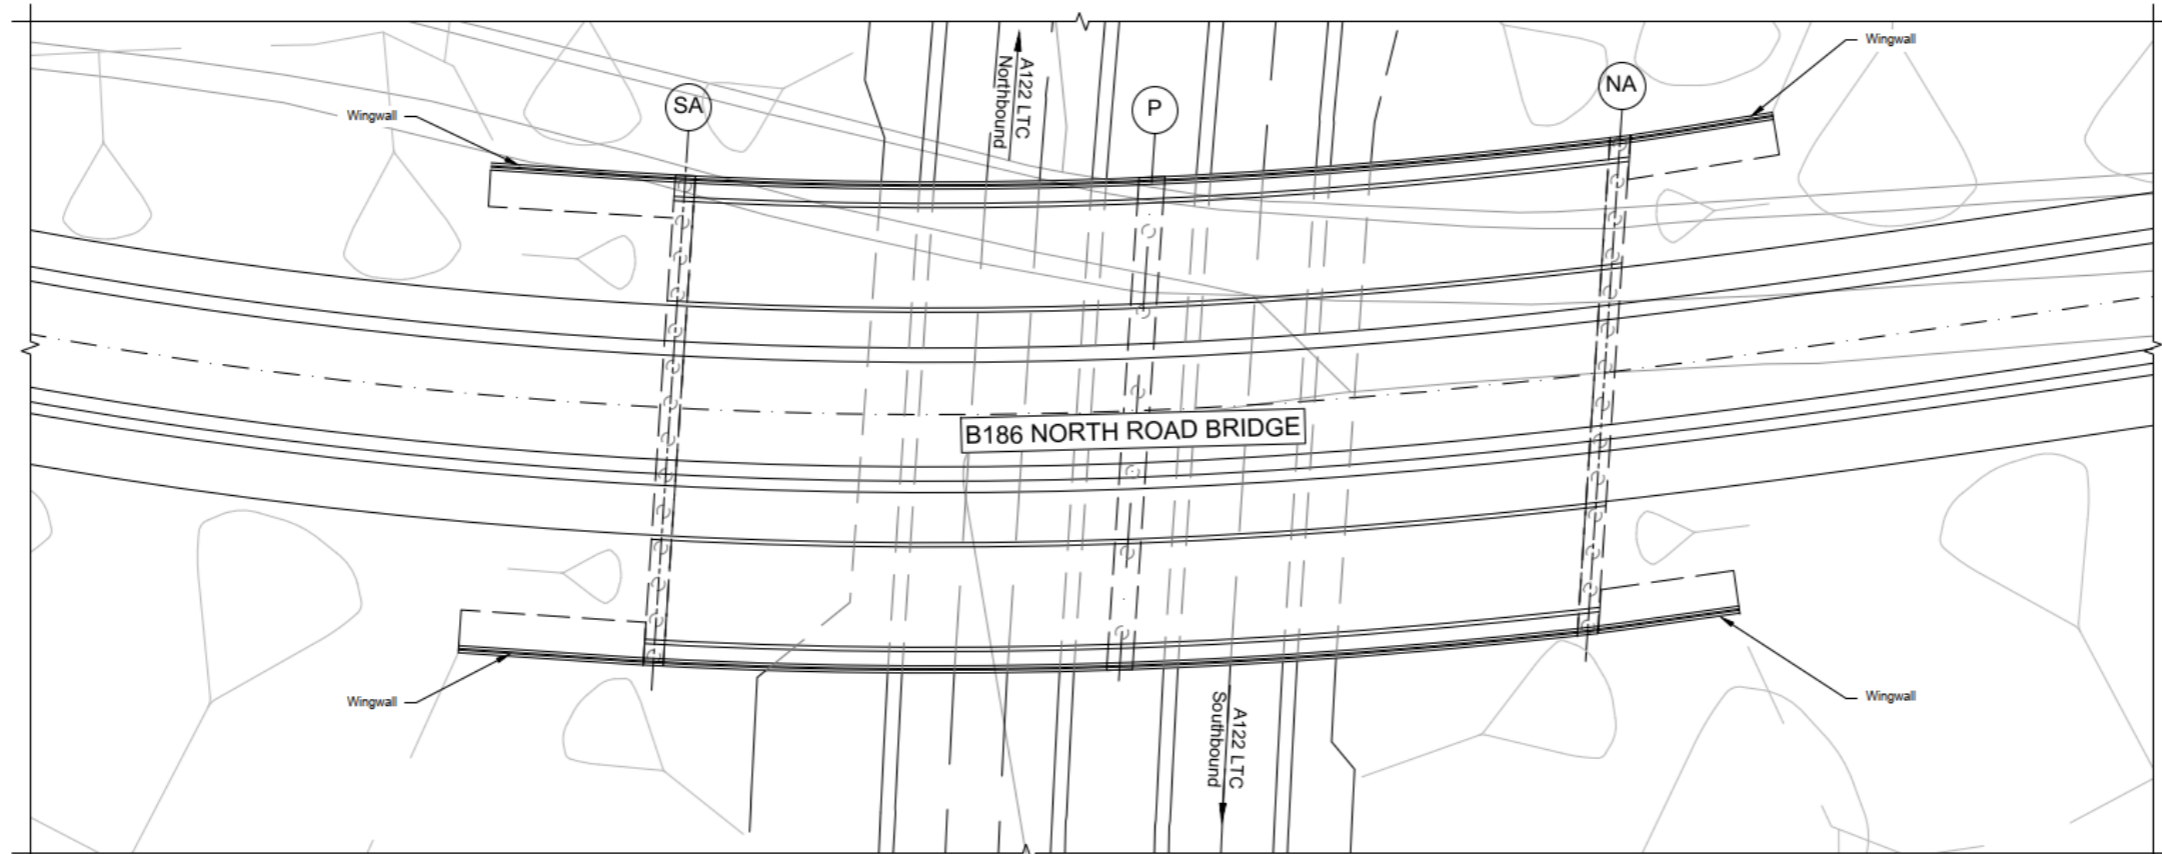 Wingwall
A122 LTC
Northbound
NA
SA
P
Wingwall
B186 NORTH ROAD BRIDGE
Wingwall
Wingwall
A122 LTC
Southbound